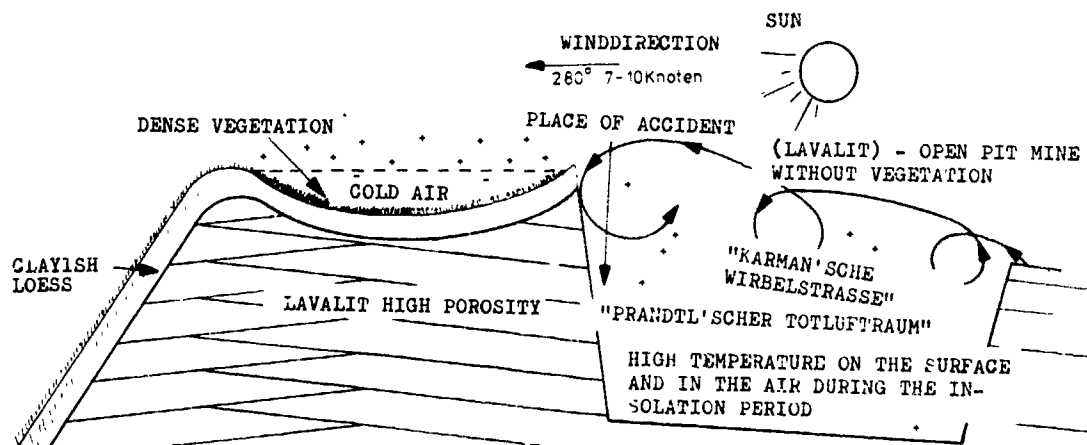 SUN
WINDDIRECTION
280° 7-10Knoten
DENSE VEGETATION
PLACE OF ACCIDENT
(LAVALIT) - OPEN PIT MINE
WITHOUT VEGETATION
COLD AIR
CLAYISH
LOESS
"KARMAN'SCHE
WIRBELSTRASSE"
LAVALIT HIGH POROSITY
"PRANDTL'SCHER TOTLUFTRAUM"
HIGH TEMPERATURE ON THE SURFACE
AND IN THE AIR DURING THE IN-
SOLATION PERIOD